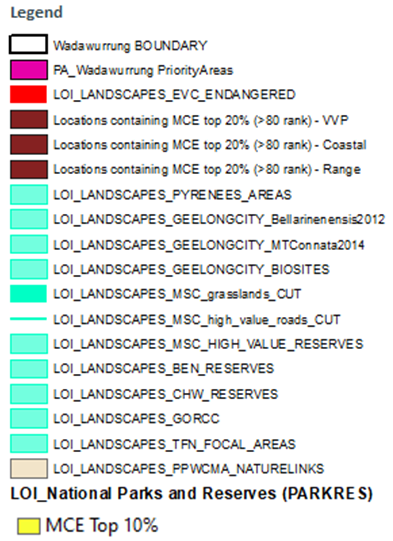 Legend
Wadawurrung BOUNDARY
PA_Wadawurrung PriorityAreas
LOI_LANDSCAPES_EVC_ENDANGERED
Locations containing MCE top 20% (>80 rank) - VVP
Locations containing MCE top 20% (>80 rank) - Coastal
Locations containing MCE top 20% (>80 rank) - Range
LOI_LANDSCAPES_PYRENEES_AREAS
LOI_LANDSCAPES_GEELONGCITY_Bellarinenensis2012
LOI_LANDSCAPES_GEELONGCITY_MTConnata2014
LOI_LANDSCAPES_GEELONGCITY_BIOSITES
LOI_LANDSCAPES_MSC_grasslands_CUT
LOI_LANDSCAPES_MSC_high_value_roads_CUT
LOI_LANDSCAPES_MSC_HIGH_VALUE_RESERVES
LOI_LANDSCAPES_BEN_RESERVES
LOI_LANDSCAPES_CHW_RESERVES
LOI_LANDSCAPES_GORCC
LOI_LANDSCAPES_TFN_FOCAL_AREAS
LOI_LANDSCAPES_PPWCMA_NATURELINKS
LOI_National Parks and Reserves (PARKRES)
MCE Top 10%